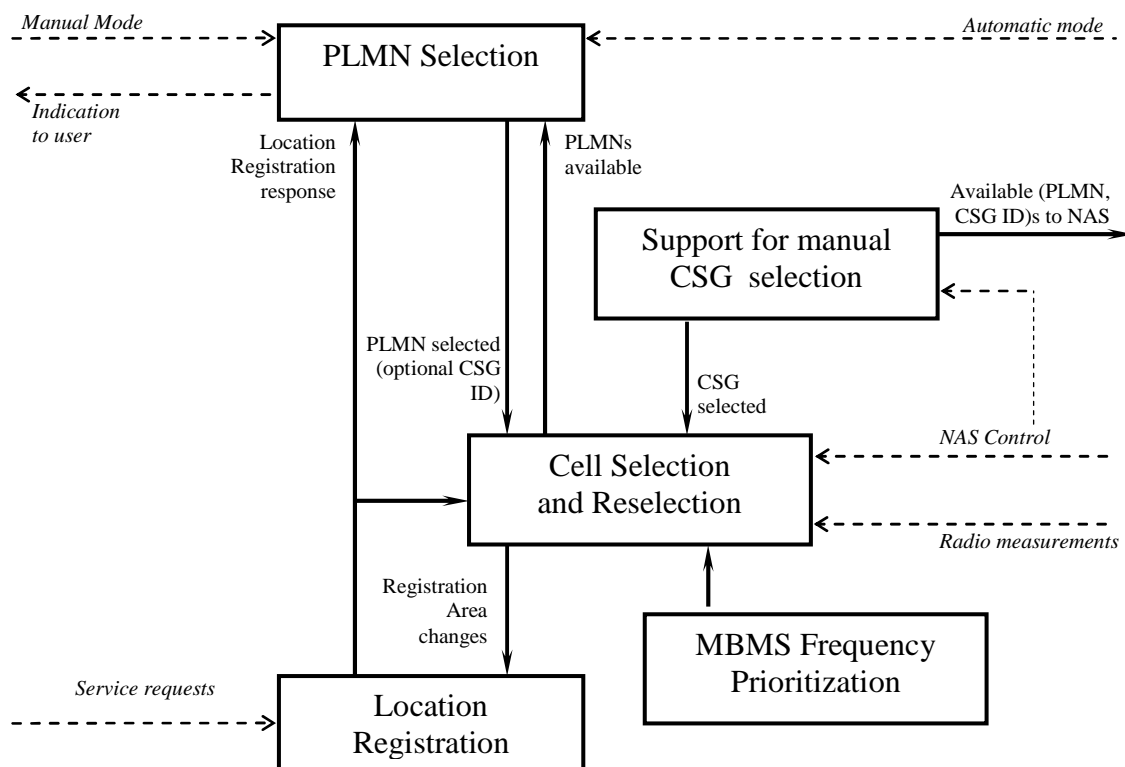 Manual Mode
Automatic mode
PLMN Selection
Indication
to user
Location
Registration
response
PLMNs
available
Available (PLMN,
CSG ID)s to NAS
Support for manual
CSG selection
PLMN selected
(optional CSG
ID)
CSG
selected
NAS Control
Cell Selection
and Reselection
Radio measurements
Registration
Area
changes
MBMS Frequency
Prioritization
Service requests
Location
Registration